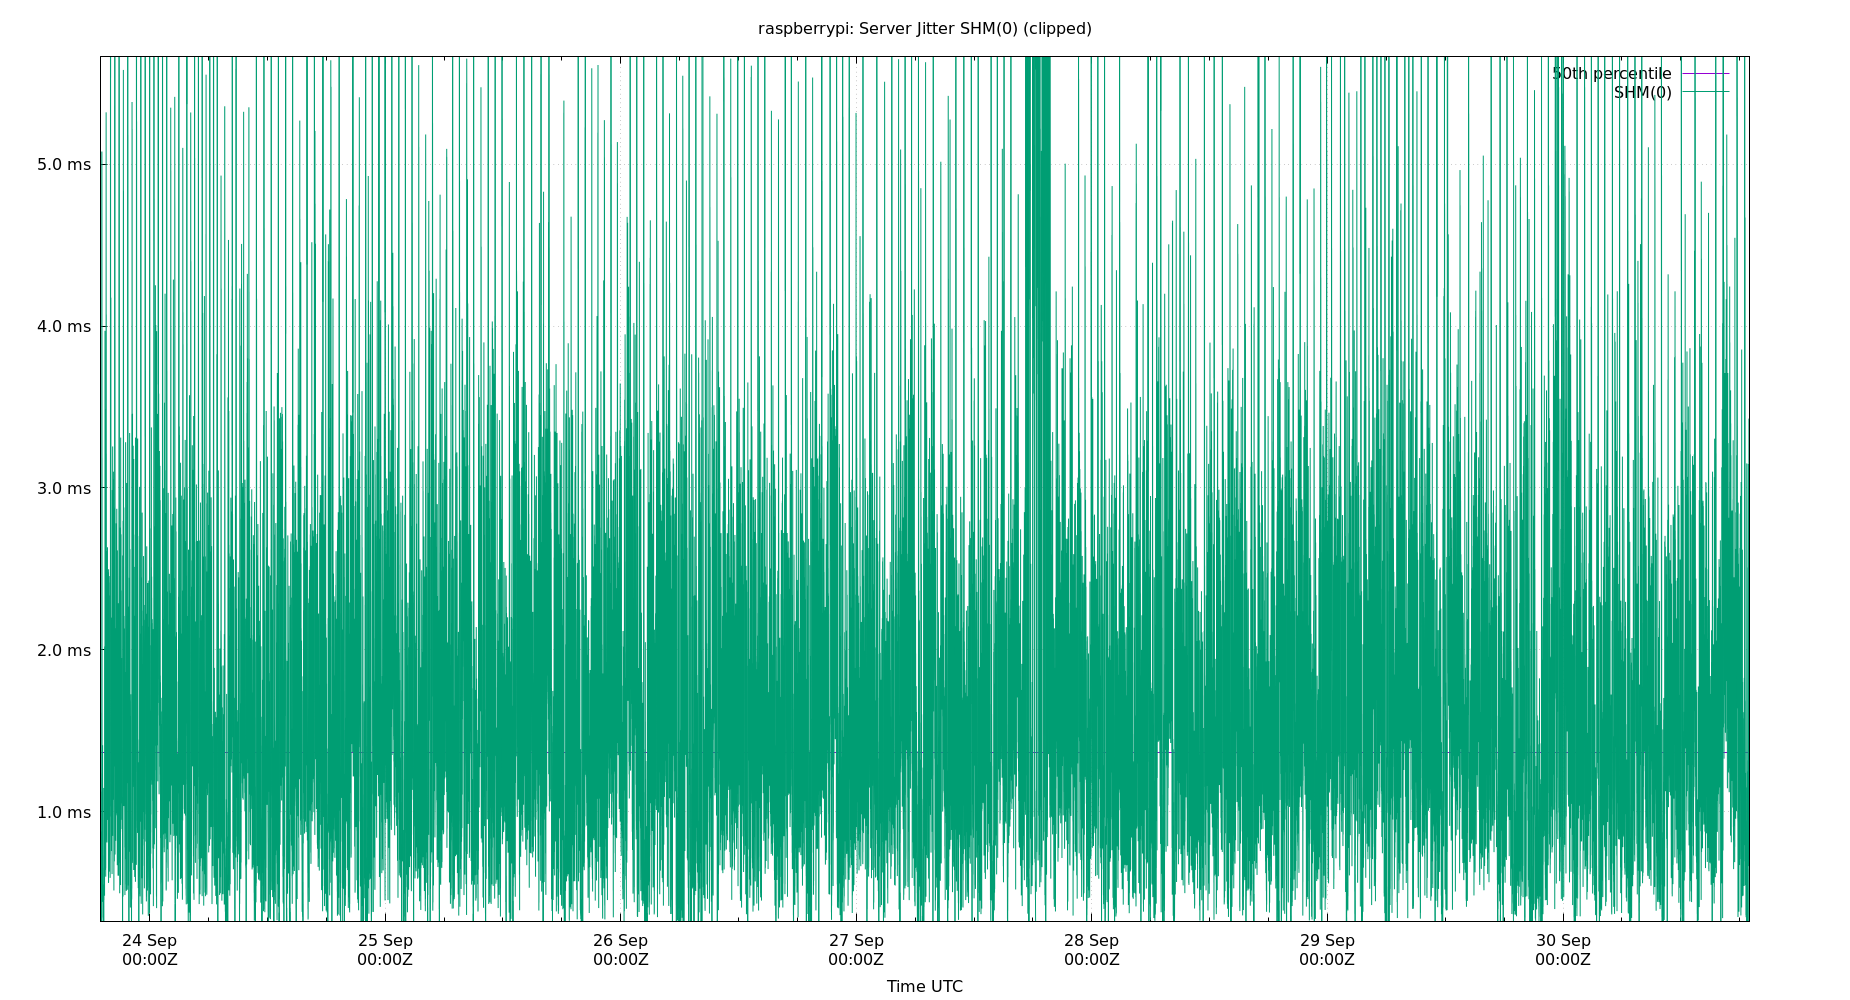 raspberrypi: Server Jitter SHM(0) (clipped)
50th percentile
SHM(0)
5.0 ms
4.0 ms
3.0 ms
2.0 ms
1.0 ms
24 Sep 25 Sep 26 Sep 27 Sep 28 Sep 29 Sep 30 Sep
00:00Z 00:00Z 00:00Z 00:00Z 00:00Z 00:00Z 00:00Z
Time UTC